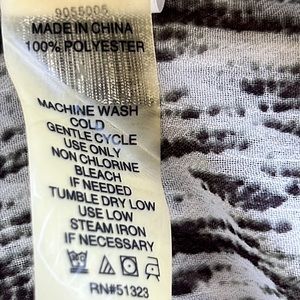 9055005
MADE IN CHINA
100% POLYESTER
MACHINE WASH
COLD
GENTLE CYCLE
USE ONLY
NON CHLORINE
BLEACH
IF NEEDED
TUMBLE DRY LOW
USE LOW
STEAM IRON
IF NECESSARY
RN#51323